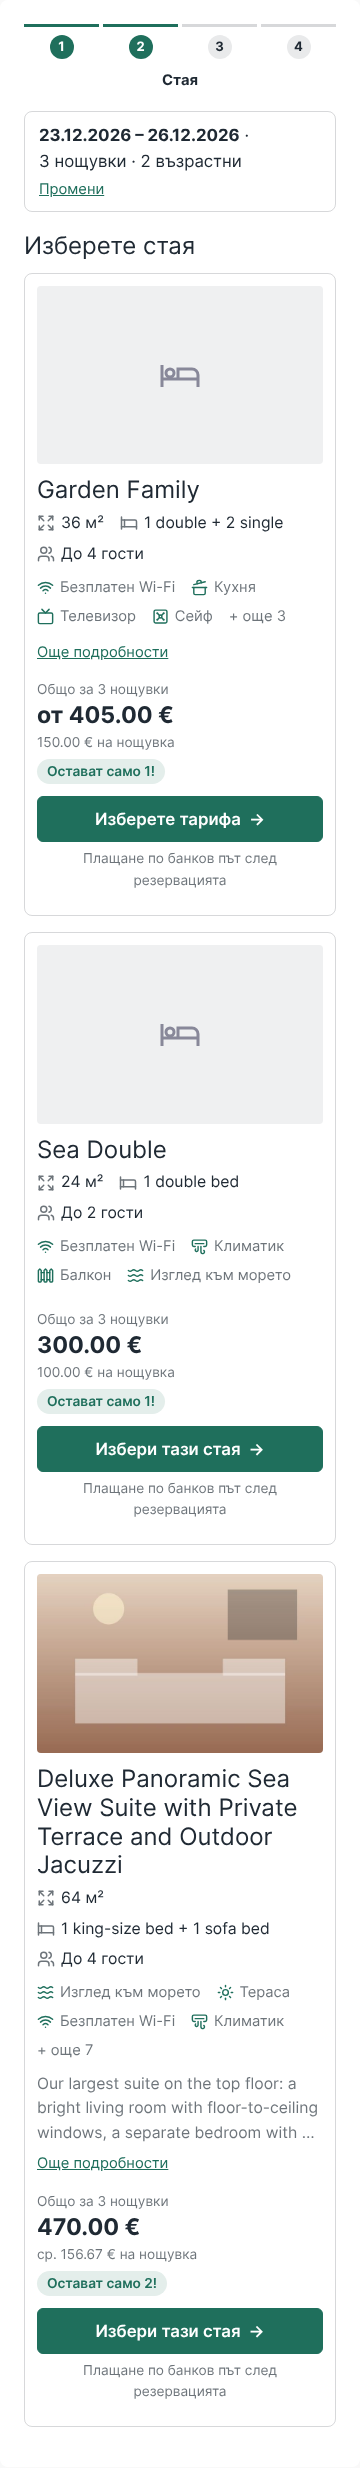 1 2 3 4
Стая
23.12.2026 – 26.12.2026 ·
3 нощувки · 2 възрастни
Промени
Изберете стая
Garden Family
36 м² 1 double + 2 single
До 4 гости
Безплатен Wi-Fi Кухня
Телевизор Сейф + още 3
Още подробности
Общо за 3 нощувки
от 405.00 €
150.00 € на нощувка
Остават само 1!
Изберете тарифа →
Плащане по банков път след
резервацията
Sea Double
24 м² 1 double bed
До 2 гости
Безплатен Wi-Fi Климатик
Балкон Изглед към морето
Общо за 3 нощувки
300.00 €
100.00 € на нощувка
Остават само 1!
Избери тази стая →
Плащане по банков път след
резервацията
Deluxe Panoramic Sea
View Suite with Private
Terrace and Outdoor
Jacuzzi
64 м²
1 king-size bed + 1 sofa bed
До 4 гости
Изглед към морето Тераса
Безплатен Wi-Fi Климатик
+ още 7
Our largest suite on the top floor: a
bright living room with floor-to-ceiling
windows, a separate bedroom with ...
Още подробности
Общо за 3 нощувки
470.00 €
ср. 156.67 € на нощувка
Остават само 2!
Избери тази стая →
Плащане по банков път след
резервацията